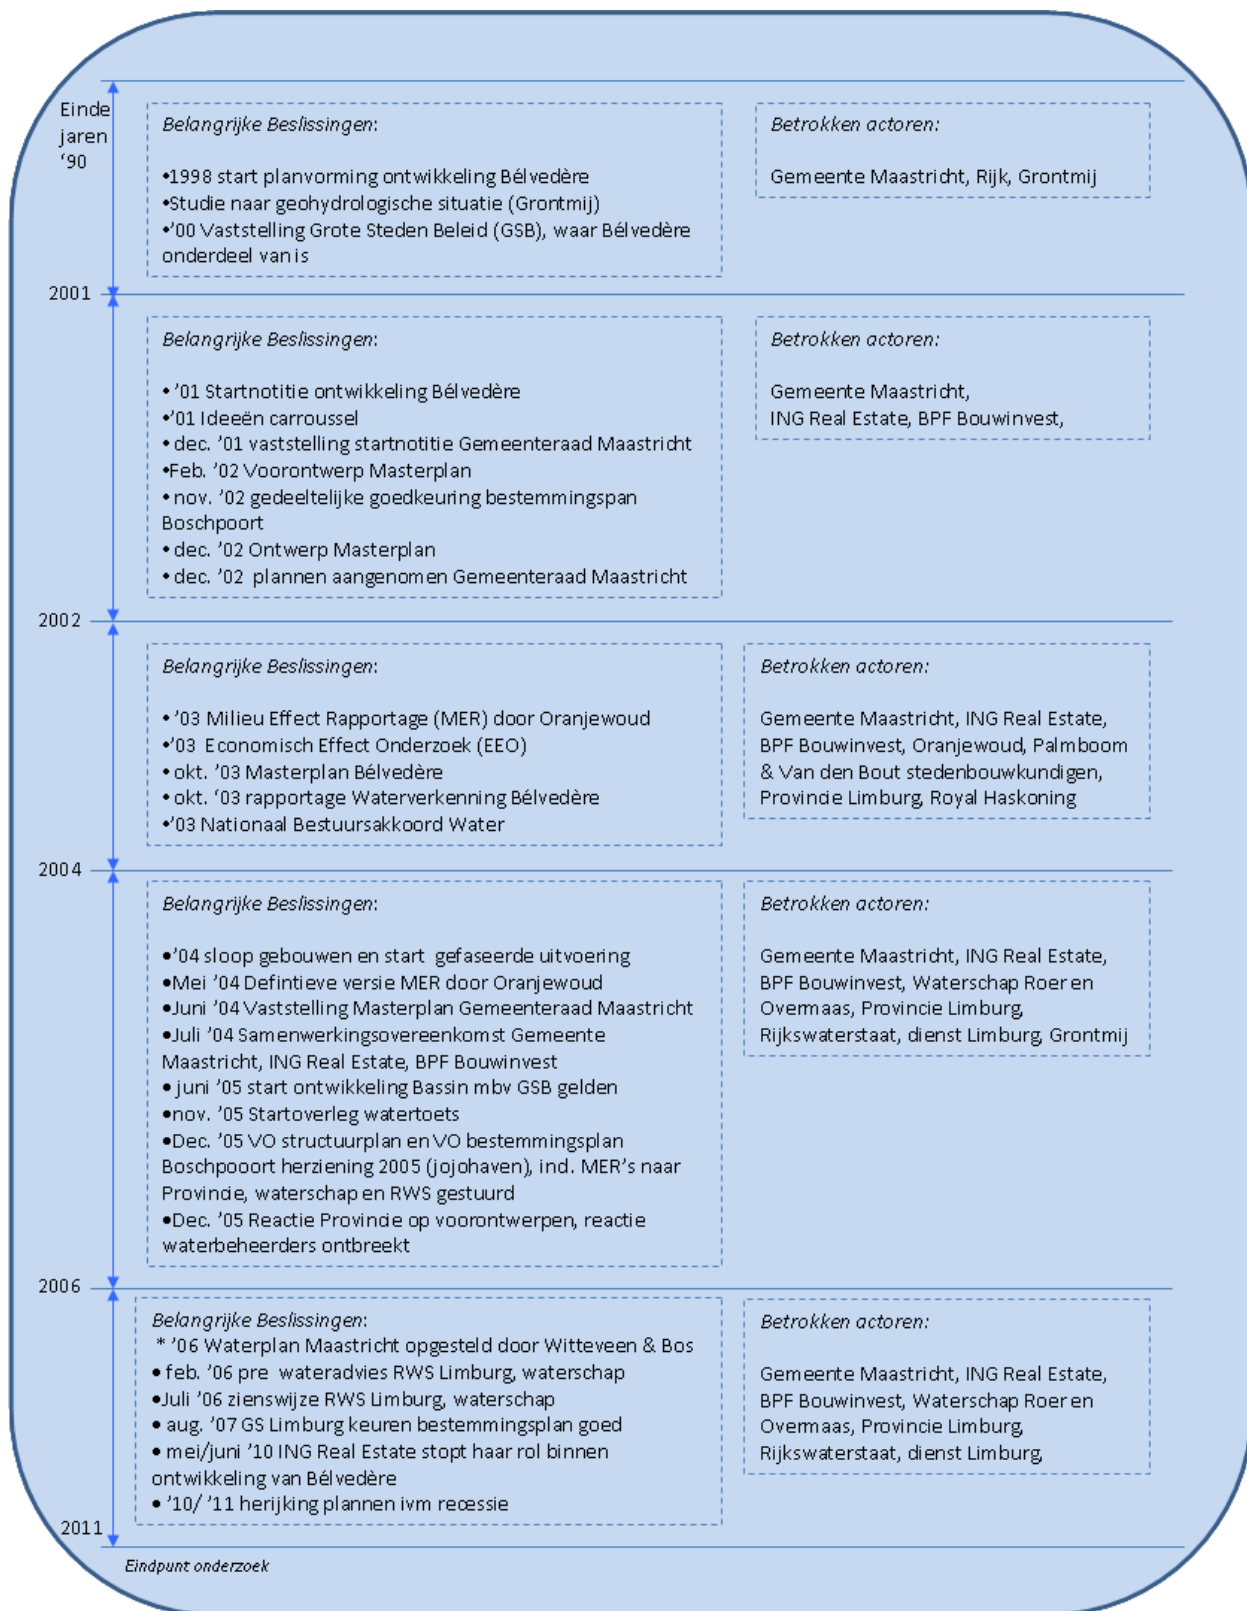 Einde
jaren
‘90
Belangrijke Beslissingen:
•1998 start planvorming ontwikkeling Bélvedère
•Studie naar geohydrologische situatie (Grontmij)
•’00 Vaststelling Grote Steden Beleid (GSB), waar Bélvedère
onderdeel van is
Betrokken actoren:
Gemeente Maastricht, Rijk, Grontmij
2001
Belangrijke Beslissingen:
• ’01 Startnotitie ontwikkeling Bélvedère
•’01 Ideeën carroussel
• dec. ’01 vaststelling startnotitie Gemeenteraad Maastricht
•Feb. ’02 Voorontwerp Masterplan
• nov. ’02 gedeeltelijke goedkeuring bestemmingspan
Boschpoort
• dec. ’02 Ontwerp Masterplan
• dec. ’02 plannen aangenomen Gemeenteraad Maastricht
Betrokken actoren:
Gemeente Maastricht,
ING Real Estate, BPF Bouwinvest,
2002
Belangrijke Beslissingen:
• ’03 Milieu Effect Rapportage (MER) door Oranjewoud
•’03 Economisch Effect Onderzoek (EEO)
• okt. ’03 Masterplan Bélvedère
• okt. ‘03 rapportage Waterverkenning Bélvedère
•’03 Nationaal Bestuursakkoord Water
Betrokken actoren:
Gemeente Maastricht, ING Real Estate,
BPF Bouwinvest, Oranjewoud, Palmboom
& Van den Bout stedenbouwkundigen,
Provincie Limburg, Royal Haskoning
2004
Belangrijke Beslissingen:
•’04 sloop gebouwen en start gefaseerde uitvoering
•Mei ’04 Defintieve versie MER door Oranjewoud
•Juni ’04 Vaststelling Masterplan Gemeenteraad Maastricht
•Juli ’04 Samenwerkingsovereenkomst Gemeente
Maastricht, ING Real Estate, BPF Bouwinvest
• juni ’05 start ontwikkeling Bassin mbv GSB gelden
•nov. ’05 Startoverleg watertoets
•Dec. ’05 VO structuurplan en VO bestemmingsplan
Boschpooort herziening 2005 (jojohaven), incl. MER’s naar
Provincie, waterschap en RWS gestuurd
•Dec. ’05 Reactie Provincie op voorontwerpen, reactie
waterbeheerders ontbreekt
Betrokken actoren:
Gemeente Maastricht, ING Real Estate,
BPF Bouwinvest, Waterschap Roer en
Overmaas, Provincie Limburg,
Rijkswaterstaat, dienst Limburg, Grontmij
2006
Belangrijke Beslissingen:
* ’06 Waterplan Maastricht opgesteld door Witteveen & Bos
• feb. ’06 pre wateradvies RWS Limburg, waterschap
•Juli ’06 zienswijze RWS Limburg, waterschap
• aug. ’07 GS Limburg keuren bestemmingsplan goed
• mei/juni ’10 ING Real Estate stopt haar rol binnen
ontwikkeling van Bélvedère
• ’10/ ’11 herijking plannen ivm recessie
Betrokken actoren:
Gemeente Maastricht, ING Real Estate,
BPF Bouwinvest, Waterschap Roer en
Overmaas, Provincie Limburg,
Rijkswaterstaat, dienst Limburg,
2011
Eindpunt onderzoek